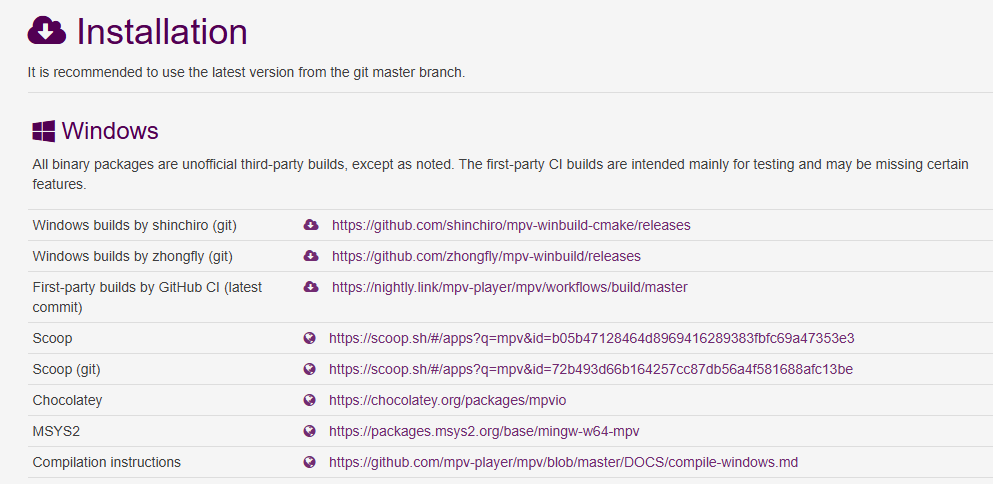 Installation
It is recommended to use the latest version from the git master branch.
Windows
All binary packages are unofficial third-party builds, except as noted. The first-party CI builds are intended mainly for testing and may be missing certain
features.
Windows builds by shinchiro (git) https://github.com/shinchiro/mpv-winbuild-cmake/releases
Windows builds by zhongfly (git) https://github.com/zhongfly/mpv-winbuild/releases
First-party builds by GitHub CI (latest https://nightly.link/mpv-player/mpv/workflows/build/master
commit)
Scoop https://scoop.sh/#/apps?q=mpv&id=b05b47128464d8969416289383fbfc69a47353e3
Scoop (git) https://scoop.sh/#/apps?q=mpv&id=72b493d66b164257cc87db56a4f581688afc13be
Chocolatey https://chocolatey.org/packages/mpvio
MSYS2 https://packages.msys2.org/base/mingw-w64-mpv
Compilation instructions https://github.com/mpv-player/mpv/blob/master/DOCS/compile-windows.md